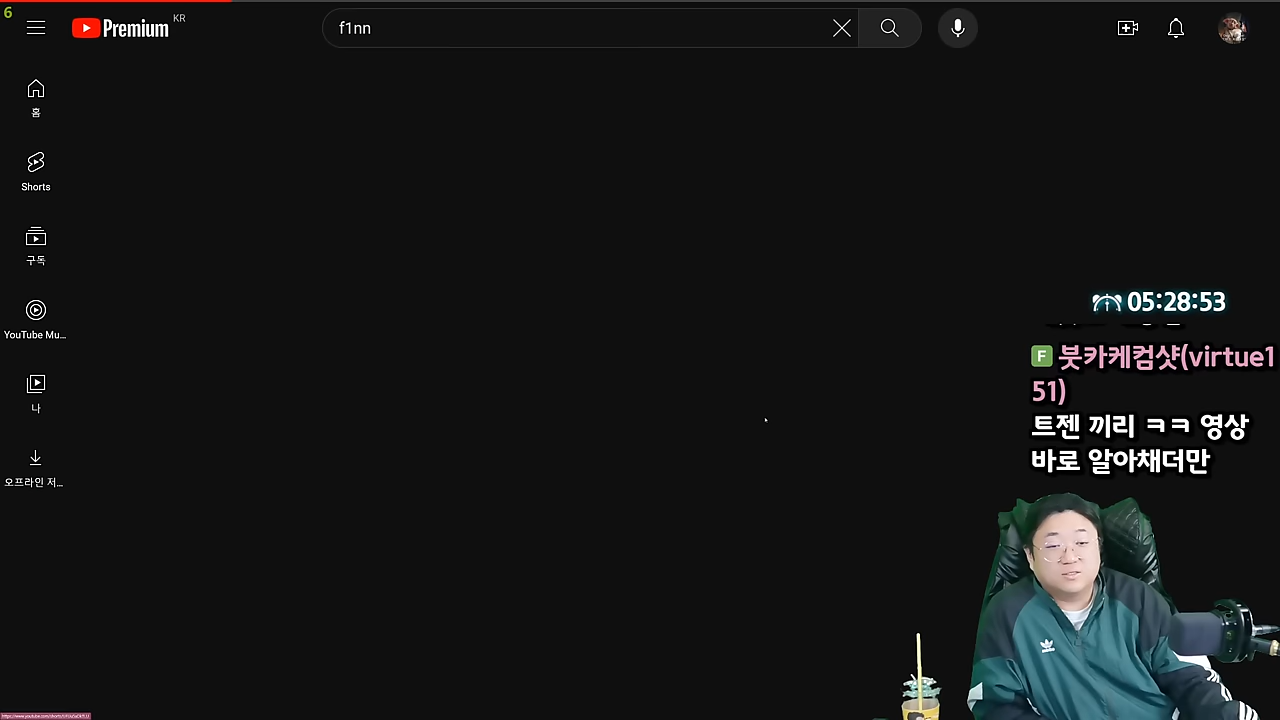 6
Premium KR
f1nn
홈
Shorts
구독
YouTube Mu...
나
오프라인 저...
05:28:53
F 붓카케컴샷(virtue1
51)
트젠 끼리 ㅋㅋ 영상
바로 알아채더만